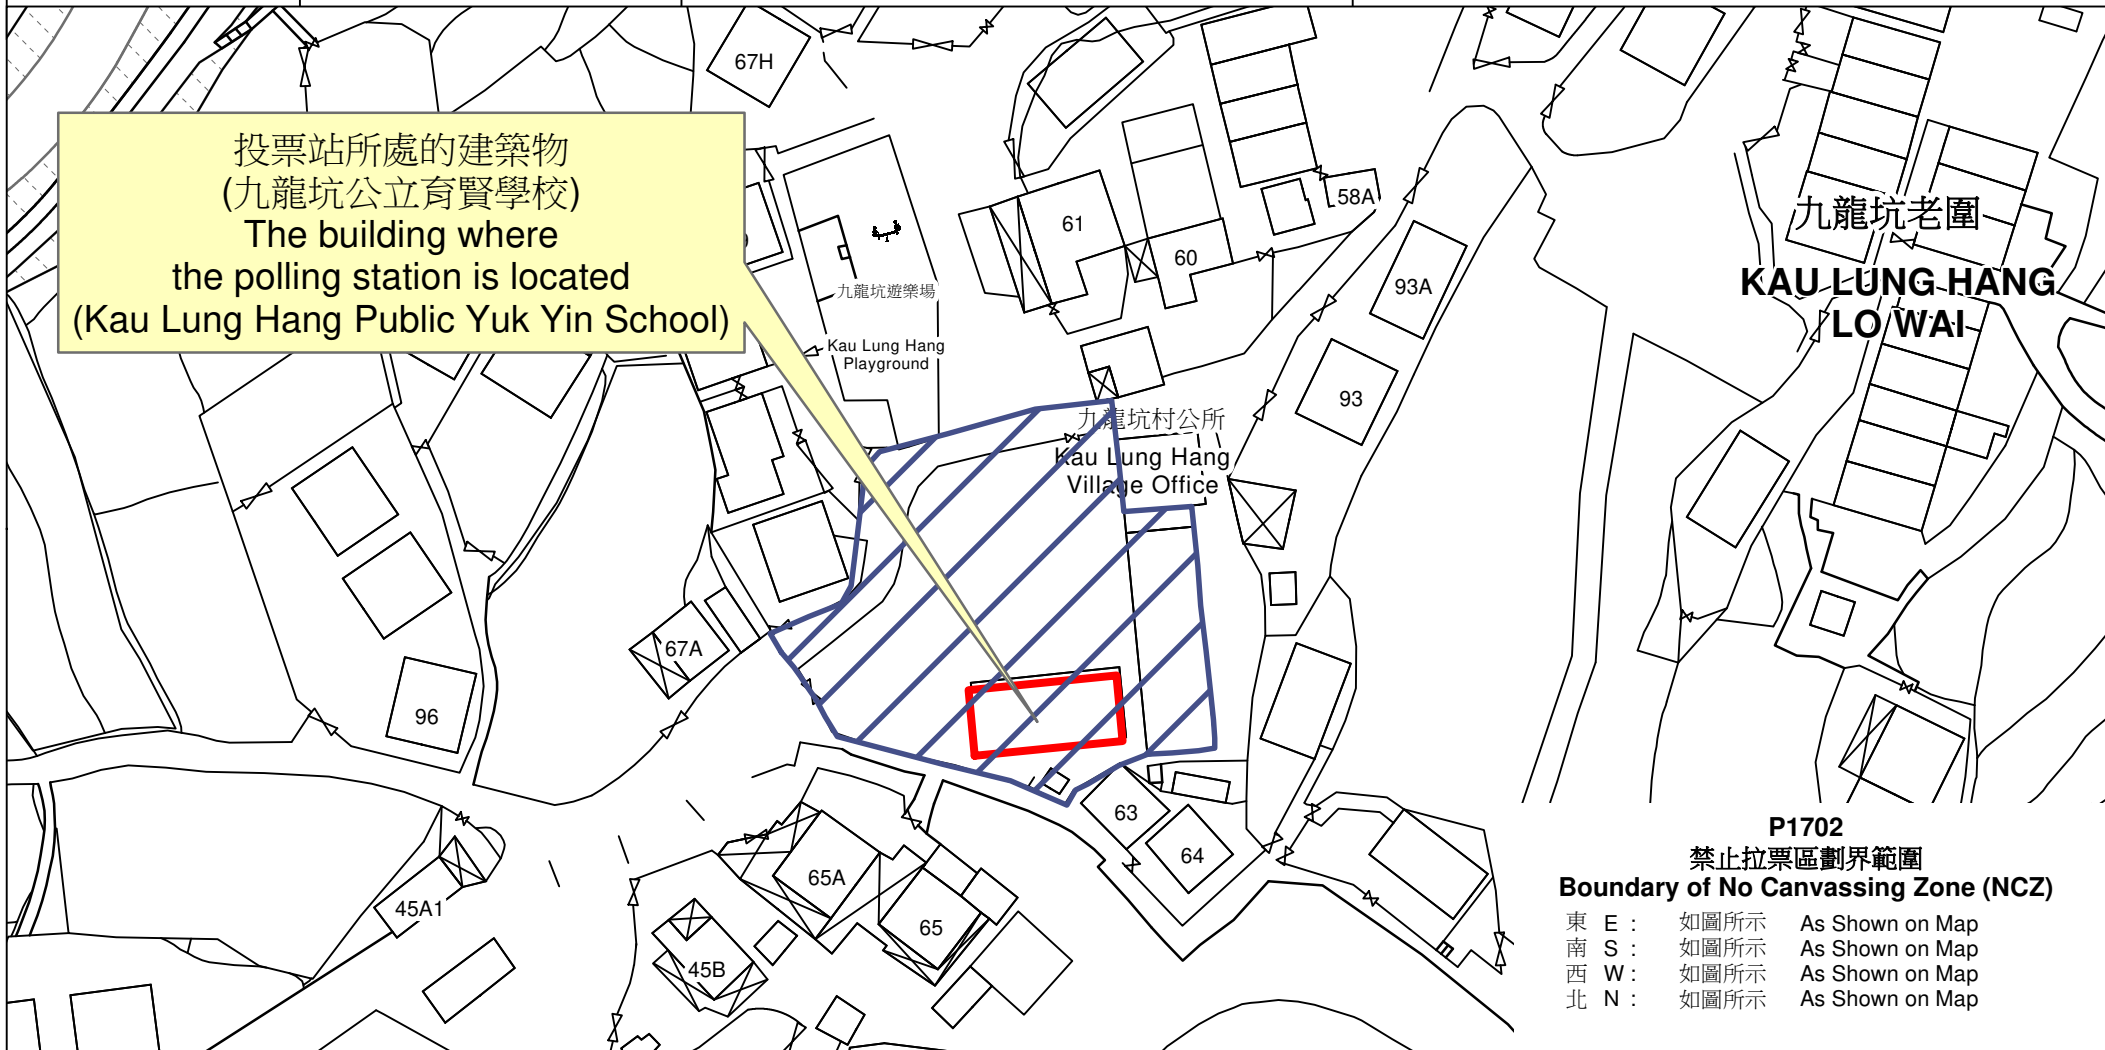 67H
投票站所處的建築物
(九龍坑公立育賢學校)
The building where
the polling station is located
(Kau Lung Hang Public Yuk Yin School)
58A
61
60
九龍坑老圍
KAU LUNG HANG
LO WAI
九龍坑遊樂場
Kau Lung Hang
Playground
93A
93
九龍坑村公所
Kau Lung Hang
Village Office
67A
96
63
64
65A
65
45A1
45B
P1702
禁止拉票區劃界範圍
Boundary of No Canvassing Zone (NCZ)
東 E : 如圖所示 As Shown on Map
南 S : 如圖所示 As Shown on Map
西 W : 如圖所示 As Shown on Map
北 N : 如圖所示 As Shown on Map